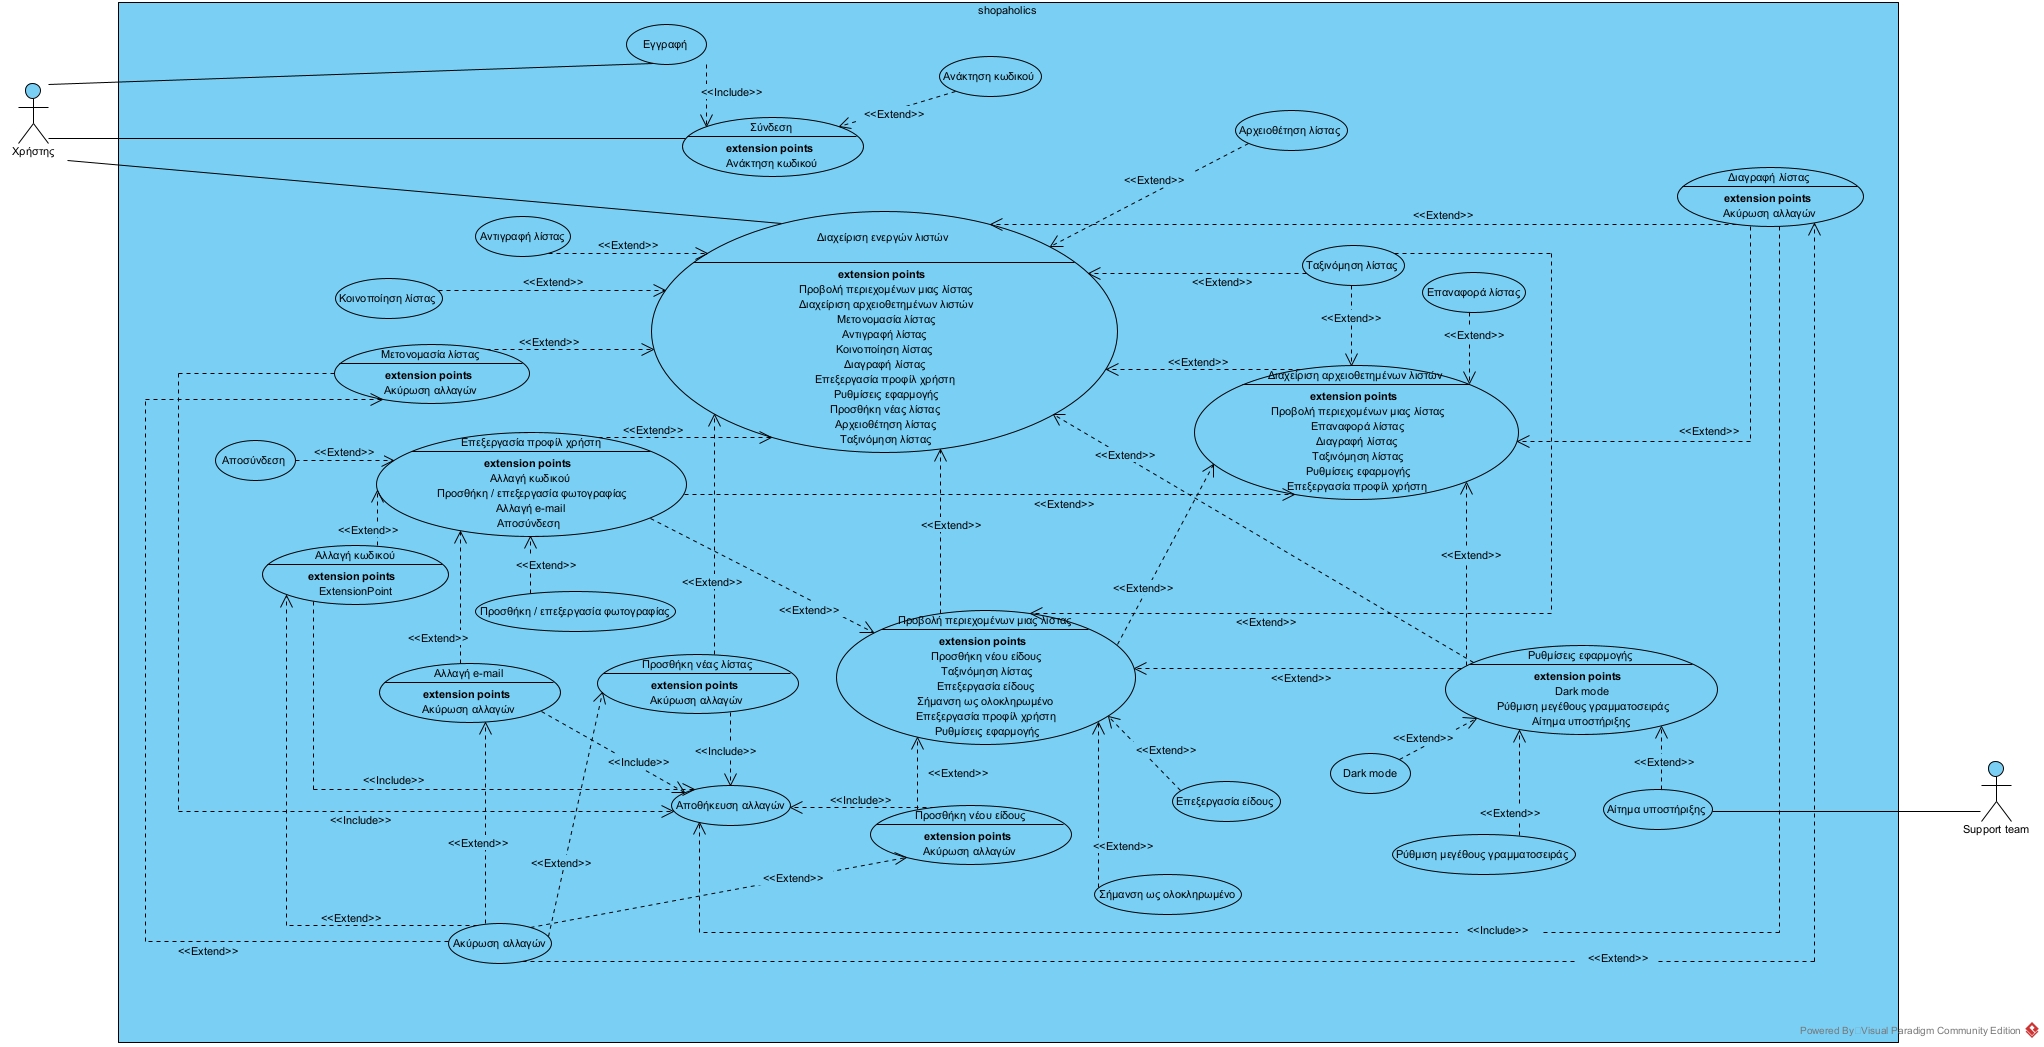 shopaholics
Εγγραφή
Ανάκτηση κωδικού
<<Include>>
<<Extend>>
Σύνδεση
extension points
Ανάκτηση κωδικού
Χρήστης
Αρχειοθέτηση λίστας
<<Extend>>
Διαγραφή λίστας
extension points
Ακύρωση αλλαγών
<<Extend>>
Αντιγραφή λίστας
<<Extend>>
Διαχείριση ενεργών λιστών
extension points
Προβολή περιεχομένων μιας λίστας
Διαχείριση αρχειοθετημένων λιστών
Μετονομασία λίστας
Αντιγραφή λίστας
Κοινοποίηση λίστας
Διαγραφή λίστας
Επεξεργασία προφίλ χρήστη
Ρυθμίσεις εφαρμογής
Προσθήκη νέας λίστας
Αρχειοθέτηση λίστας
Ταξινόμηση λίστας
Ταξινόμηση λίστας
<<Extend>>
Επαναφορά λίστας
<<Extend>>
<<Extend>>
Κοινοποίηση λίστας
<<Extend>>
Μετονομασία λίστας
extension points
Ακύρωση αλλαγών
<<Extend>>
<<Extend>>
Διαχείριση αρχειοθετημένων λιστών
extension points
Προβολή περιεχομένων μιας λίστας
Επαναφορά λίστας
Διαγραφή λίστας
Ταξινόμηση λίστας
Ρυθμίσεις εφαρμογής
Επεξεργασία προφίλ χρήστη
<<Extend>>
<<Extend>>
Αποσύνδεση
<<Extend>>
Επεξεργασία προφίλ χρήστη
extension points
Αλλαγή κωδικού
Προσθήκη / επεξεργασία φωτογραφίας
Αλλαγή e-mail
Αποσύνδεση
<<Extend>>
<<Extend>>
<<Extend>>
<<Extend>>
<<Extend>>
Αλλαγή κωδικού
extension points
ExtensionPoint
<<Extend>>
<<Extend>>
<<Extend>>
<<Extend>>
Προσθήκη / επεξεργασία φωτογραφίας
<<Extend>>
<<Extend>>
<<Extend>>
Προβολή περιεχομένων μιας λίστας
extension points
Προσθήκη νέου είδους
Ταξινόμηση λίστας
Επεξεργασία είδους
Σήμανση ως ολοκληρωμένο
Επεξεργασία προφίλ χρήστη
Ρυθμίσεις εφαρμογής
Αλλαγή e-mail
extension points
Ακύρωση αλλαγών
Προσθήκη νέας λίστας
extension points
Ακύρωση αλλαγών
<<Extend>>
Ρυθμίσεις εφαρμογής
extension points
Dark mode
Ρύθμιση μεγέθους γραμματοσειράς
Αίτημα υποστήριξης
<<Extend>>
<<Extend>>
<<Extend>>
<<Include>>
<<Include>>
<<Include>>
<<Extend>>
Dark mode
Αποθήκευση αλλαγών
<<Include>>
Επεξεργασία είδους
Αίτημα υποστήριξης
<<Extend>>
<<Include>>
Προσθήκη νέου είδους
extension points
Ακύρωση αλλαγών
Support team
<<Extend>>
<<Extend>>
<<Extend>>
Ρύθμιση μεγέθους γραμματοσειράς
<<Extend>>
Σήμανση ως ολοκληρωμένο
<<Extend>>
<<Include>>
Ακύρωση αλλαγών
<<Extend>>
<<Extend>>
Powered By Visual Paradigm Community Edition